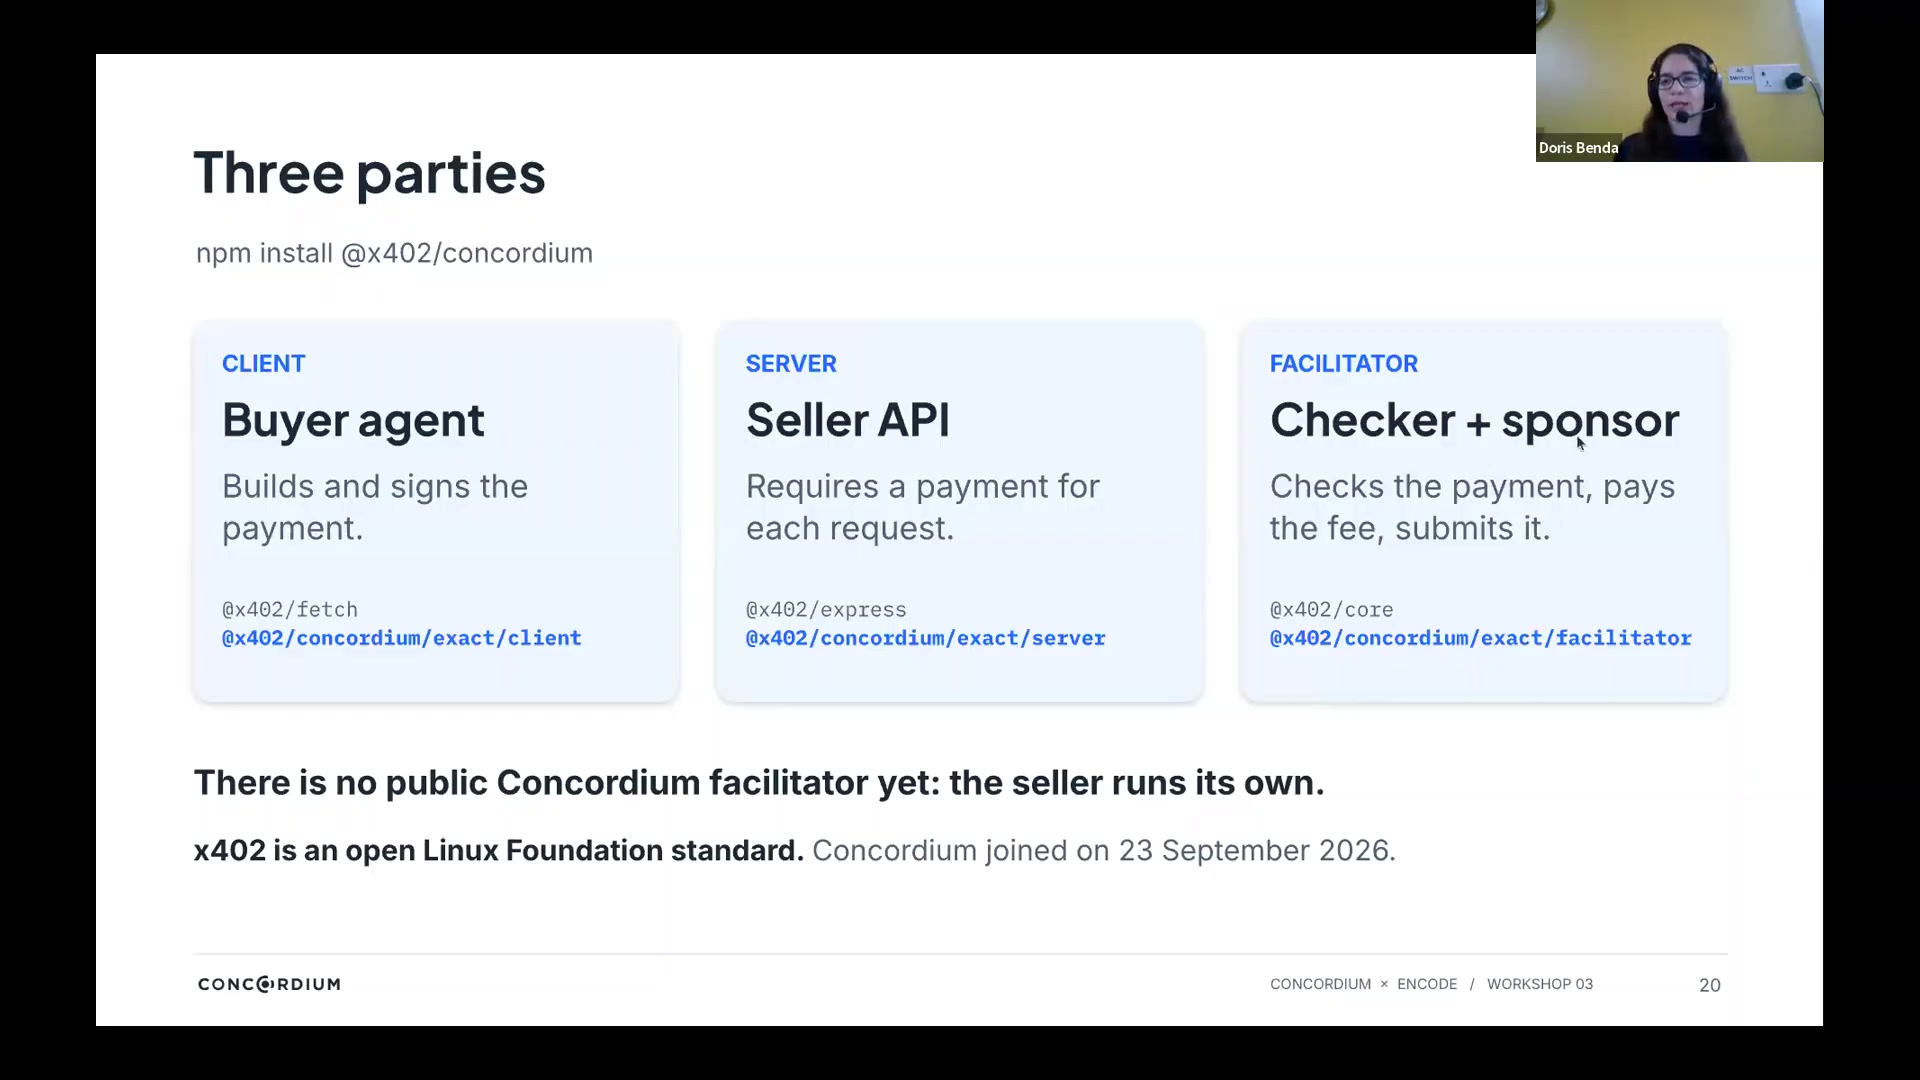 Three parties
npm install @x402/concordium
CLIENT
Buyer agent
Builds and signs the
payment.
@x402/fetch
@x402/concordium/exact/client
SERVER
Seller API
Requires a payment for
each request.
@x402/express
@x402/concordium/exact/server
FACILITATOR
Checker + sponsor
Checks the payment, pays
the fee, submits it.
@x402/core
@x402/concordium/exact/facilitator
There is no public Concordium facilitator yet: the seller runs its own.
x402 is an open Linux Foundation standard. Concordium joined on 23 September 2026.
CONCORDIUM
CONCORDIUM × ENCODE / WORKSHOP 03
20
AC
SWITCH
Doris Benda